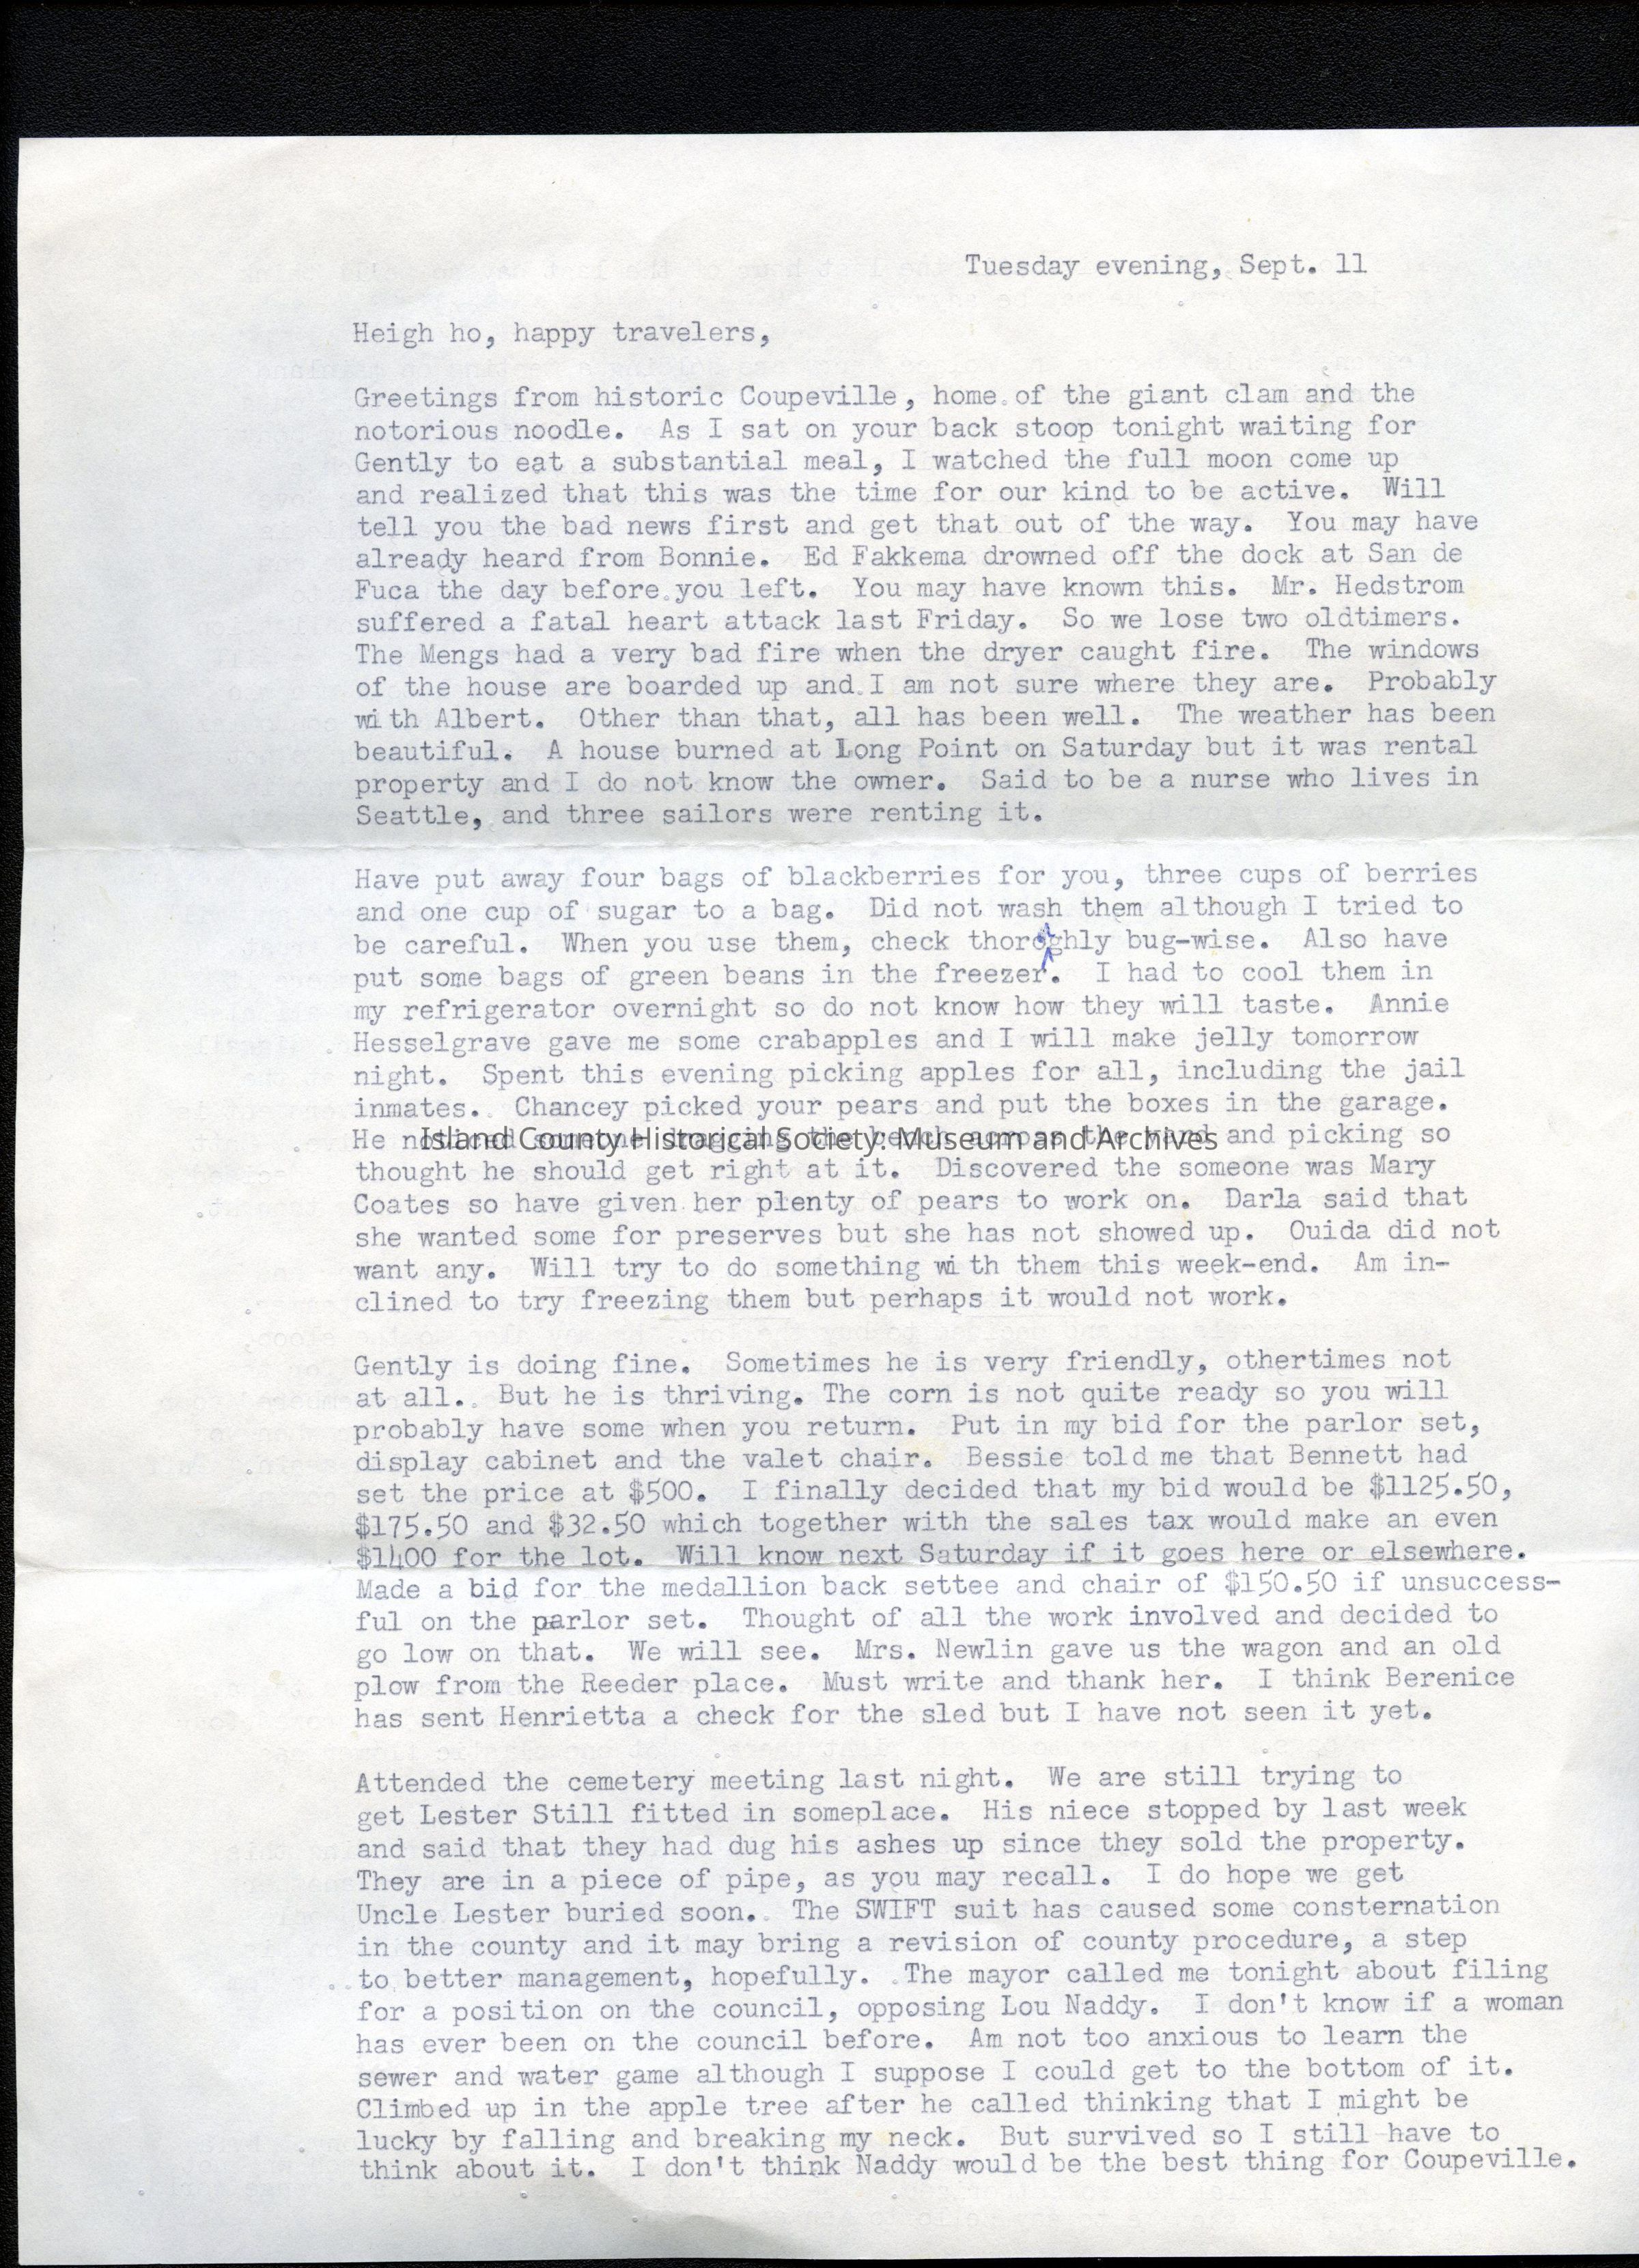 Tuesday evening, Sept. 11
Heigh ho, happy travelers,
Greetings from historic Coupeville, home of the giant clam and the
notorious noodle. As I sat on your back stoop tonight waiting for
Gently to eat a substantial meal, I watched the full moon come up
and realized that this was the time for our kind to be active. Will
tell you the bad news first and get that out of the way. You may have
already heard from Bonnie. Ed Fakkema drowned off the dock at San de
Fuca the day before you left. You may have known this. Mr. Hedstrom
suffered a fatal heart attack last Friday. So we lose two oldtimers.
The Mengs had a very bad fire when the dryer caught fire. The windows
of the house are boarded up and I am not sure where they are. Probably
with Albert. Other than that, all has been well. The weather has been
beautiful. A house burned at Long Point on Saturday but it was rental
property and I do not know the owner. Said to be a nurse who lives in
Seattle, and three sailors were renting it.
Have put away four bags of blackberries for you, three cups of berries
and one cup of sugar to a bag. Did not wash them although I tried to
be careful. When you use them, check thoroughly bug-wise. Also have
put some bags of green beans in the freezer. I had to cool them in
my refrigerator overnight so do not know how they will taste. Annie
Hesselgrave gave me some crabapples and I will make jelly tomorrow
night. Spent this evening picking apples for all, including the jail
inmates. Chancey picked your pears and put the boxes in the garage.
He noticed someone dragging the bench across the yard and picking so
Island County Historical Society: Museum and Archives
thought he should get right at it. Discovered the someone was Mary
Coates so have given her plenty of pears to work on. Darla said that
she wanted some for preserves but she has not showed up. Ouida did not
want any. Will try to do something with them this week-end. Am in-
clined to try freezing them but perhaps it would not work.
Gently is doing fine. Sometimes he is very friendly, othertimes not
at all. But he is thriving. The corn is not quite ready so you will
probably have some when you return. Put in my bid for the parlor set,
display cabinet and the valet chair. Bessie told me that Bennett had
set the price at $500. I finally decided that my bid would be $1125.50,
$175.50 and $32.50 which together with the sales tax would make an even
$1400 for the lot. Will know next Saturday if it goes here or elsewhere.
Made a bid for the medallion back settee and chair of $150.50 if unsuccess-
ful on the parlor set. Thought of all the work involved and decided to
go low on that. We will see. Mrs. Newlin gave us the wagon and an old
plow from the Reeder place. Must write and thank her. I think Berenice
has sent Henrietta a check for the sled but I have not seen it yet.
Attended the cemetery meeting last night. We are still trying to
get Lester Still fitted in someplace. His niece stopped by last week
and said that they had dug his ashes up since they sold the property.
They are in a piece of pipe, as you may recall. I do hope we get
Uncle Lester buried soon. The SWIFT suit has caused some consternation
in the county and it may bring a revision of county procedure, a step
to better management, hopefully. The mayor called me tonight about filing
for a position on the council, opposing Lou Naddy. I don't know if a woman
has ever been on the council before. Am not too anxious to learn the
sewer and water game although I suppose I could get to the bottom of it.
Climbed up in the apple tree after he called thinking that I might be
lucky by falling and breaking my neck. But survived so I still have to
think about it. I don't think Naddy would be the best thing for Coupeville.